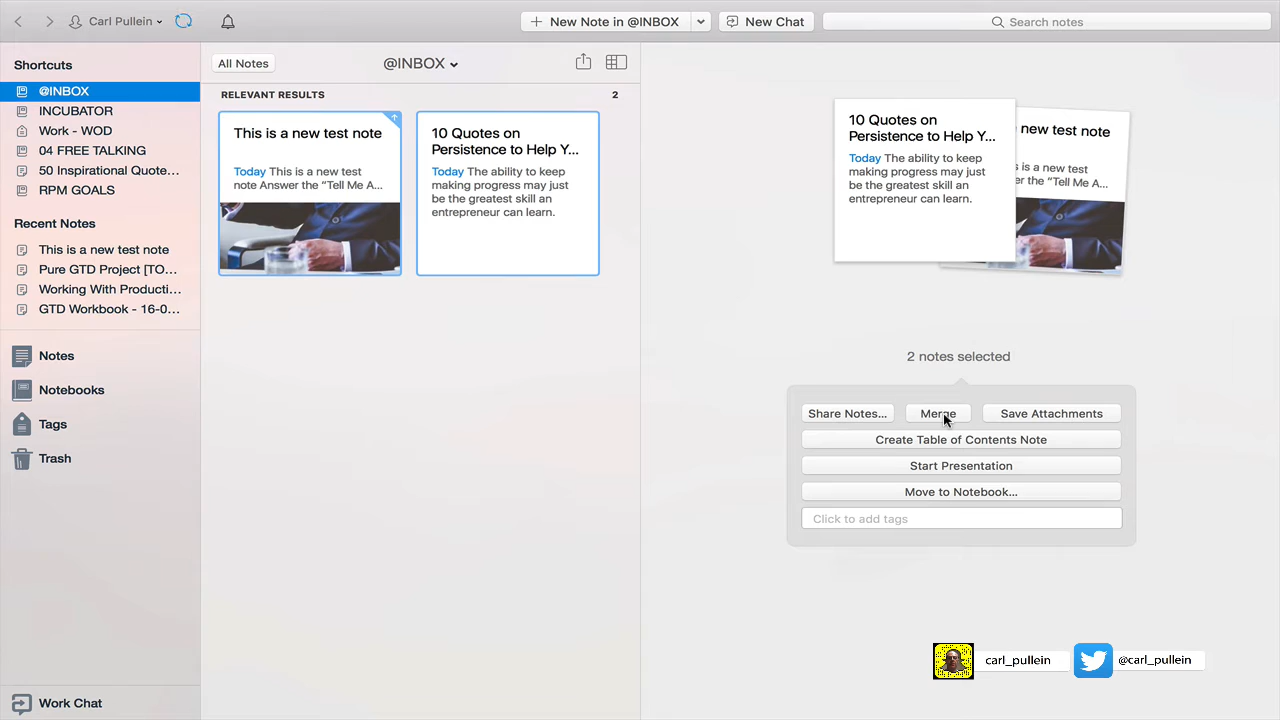 Carl Pullein
New Note in @INBOX
New Chat
Search notes
Shortcuts
@INBOX
INCUBATOR
Work - WOD
04 FREE TALKING
50 Inspirational Quote...
RPM GOALS
Recent Notes
This is a new test note
Pure GTD Project [TO...
Working With Producti...
GTD Workbook - 16-0...
Notes
Notebooks
Tags
Trash
Work Chat
All Notes
@INBOX
RELEVANT RESULTS
2
This is a new test note
Today This is a new test
note Answer the “Tell Me A...
10 Quotes on
Persistence to Help Y...
Today The ability to keep
making progress may just
be the greatest skill an
entrepreneur can learn.
10 Quotes on
Persistence to Help Y...
Today The ability to keep
making progress may just
be the greatest skill an
entrepreneur can learn.
new test note
is a new test
the “Tell Me A...
2 notes selected
Share Notes...
Merge
Save Attachments
Create Table of Contents Note
Start Presentation
Move to Notebook...
Click to add tags
carl_pullein
@carl_pullein